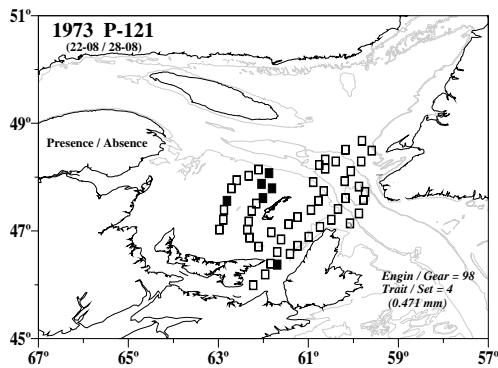 51º
1973 P-121
(22-08 / 28-08)
49º
Presence / Absence
47º
Engin / Gear = 98
Trait / Set = 4
(0.471 mm)
45º
67º 65º 63º 61º 59º 57º